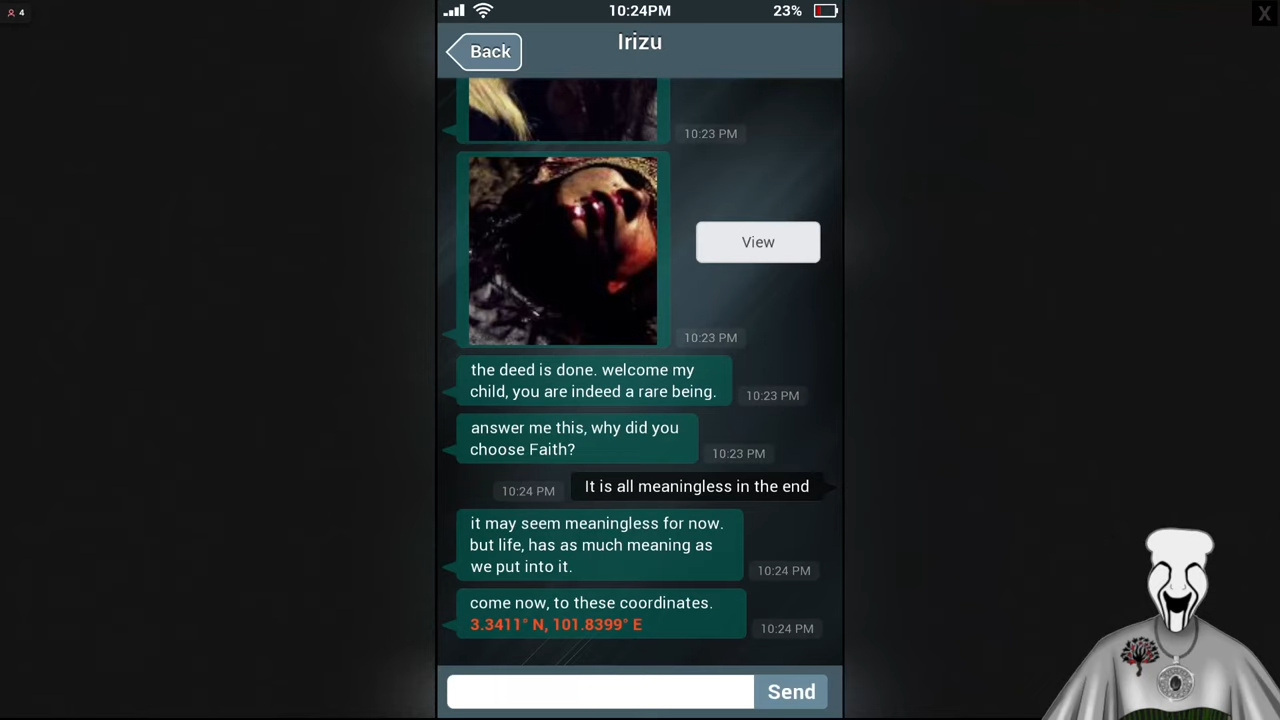 4
10:24PM
23%
X
Back
Irizu
10:23 PM
View
10:23 PM
the deed is done. welcome my
child, you are indeed a rare being.
10:23 PM
answer me this, why did you
choose Faith?
10:23 PM
10:24 PM
It is all meaningless in the end
it may seem meaningless for now.
but life, has as much meaning as
we put into it.
10:24 PM
come now, to these coordinates.
3.3411° N, 101.8399° E
10:24 PM
Send